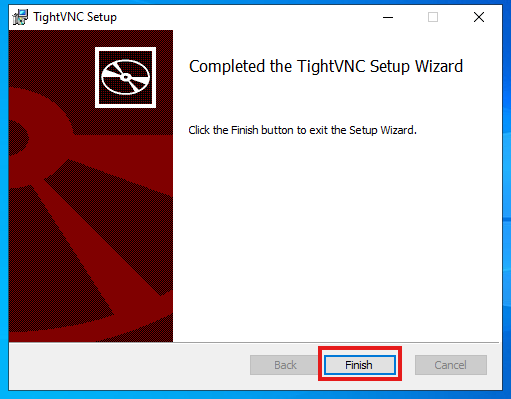 TightVNC Setup
Completed the TightVNC Setup Wizard
Click the Finish button to exit the Setup Wizard.
Back
Finish
Cancel